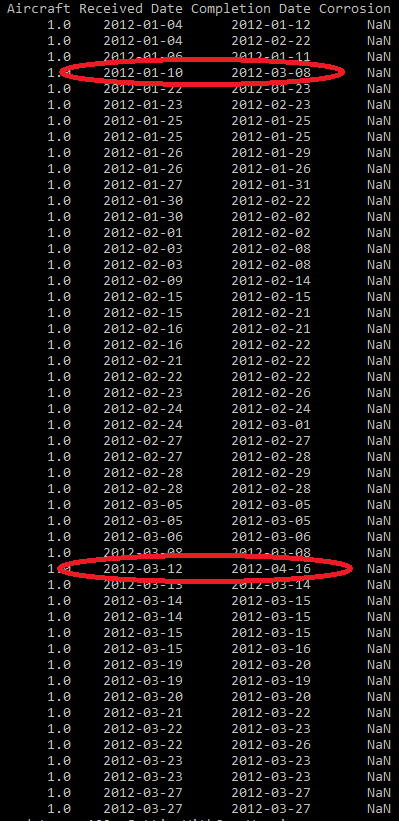 Aircraft Received Date Completion Date Corrosion
1.0 2012-01-04 2012-01-12 NaN
1.0 2012-01-04 2012-02-22 NaN
1.0 2012-01-06 2012-01-11 NaN
1.0 2012-01-10 2012-03-08 NaN
1.0 2012-01-23 NaN
1.0 2012-01-23 2012-02-23 NaN
1.0 2012-01-25 2012-01-25 NaN
1.0 2012-01-25 2012-01-25 NaN
1.0 2012-01-26 2012-01-29 NaN
1.0 2012-01-26 2012-01-26 NaN
1.0 2012-01-27 2012-01-31 NaN
1.0 2012-01-30 2012-02-22 NaN
1.0 2012-01-30 2012-02-02 NaN
1.0 2012-02-01 2012-02-02 NaN
1.0 2012-02-03 2012-02-08 NaN
1.0 2012-02-03 2012-02-08 NaN
1.0 2012-02-09 2012-02-14 NaN
1.0 2012-02-15 2012-02-15 NaN
1.0 2012-02-15 2012-02-21 NaN
1.0 2012-02-16 2012-02-21 NaN
1.0 2012-02-16 2012-02-22 NaN
1.0 2012-02-21 2012-02-22 NaN
1.0 2012-02-22 2012-02-22 NaN
1.0 2012-02-23 2012-02-26 NaN
1.0 2012-02-24 2012-02-24 NaN
1.0 2012-02-24 2012-03-01 NaN
1.0 2012-02-27 2012-02-27 NaN
1.0 2012-02-27 2012-02-28 NaN
1.0 2012-02-28 2012-02-29 NaN
1.0 2012-02-28 2012-02-28 NaN
1.0 2012-03-05 2012-03-05 NaN
1.0 2012-03-05 2012-03-05 NaN
1.0 2012-03-06 2012-03-06 NaN
1.0 2012-03-08 2012-03-08 NaN
1.0 2012-03-12 2012-04-16 NaN
1.0 2012-03-13 2012-03-14 NaN
1.0 2012-03-14 2012-03-15 NaN
1.0 2012-03-14 2012-03-15 NaN
1.0 2012-03-15 2012-03-15 NaN
1.0 2012-03-15 2012-03-16 NaN
1.0 2012-03-19 2012-03-20 NaN
1.0 2012-03-19 2012-03-19 NaN
1.0 2012-03-20 2012-03-20 NaN
1.0 2012-03-21 2012-03-22 NaN
1.0 2012-03-22 2012-03-23 NaN
1.0 2012-03-22 2012-03-26 NaN
1.0 2012-03-23 2012-03-23 NaN
1.0 2012-03-23 2012-03-23 NaN
1.0 2012-03-27 2012-03-27 NaN
1.0 2012-03-27 2012-03-27 NaN